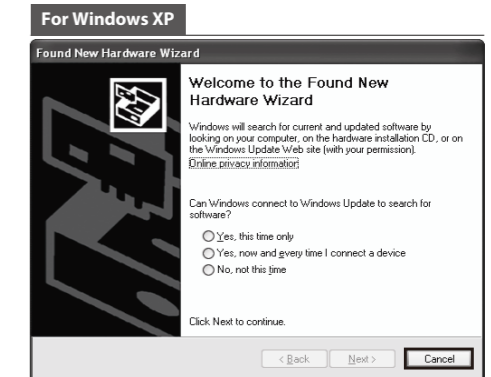 For Windows XP
Found New Hardware Wizard
Welcome to the Found New
Hardware Wizard
Windows will search for current and updated software by
looking on your computer, on the hardware installation CD, or on
the Windows Update Web site (with your permission).
Online privacy information
Can Windows connect to Windows Update to search for
software?
Yes, this time only
Yes, now and every time I connect a device
No, not this time
Click Next to continue.
< Back Next > Cancel